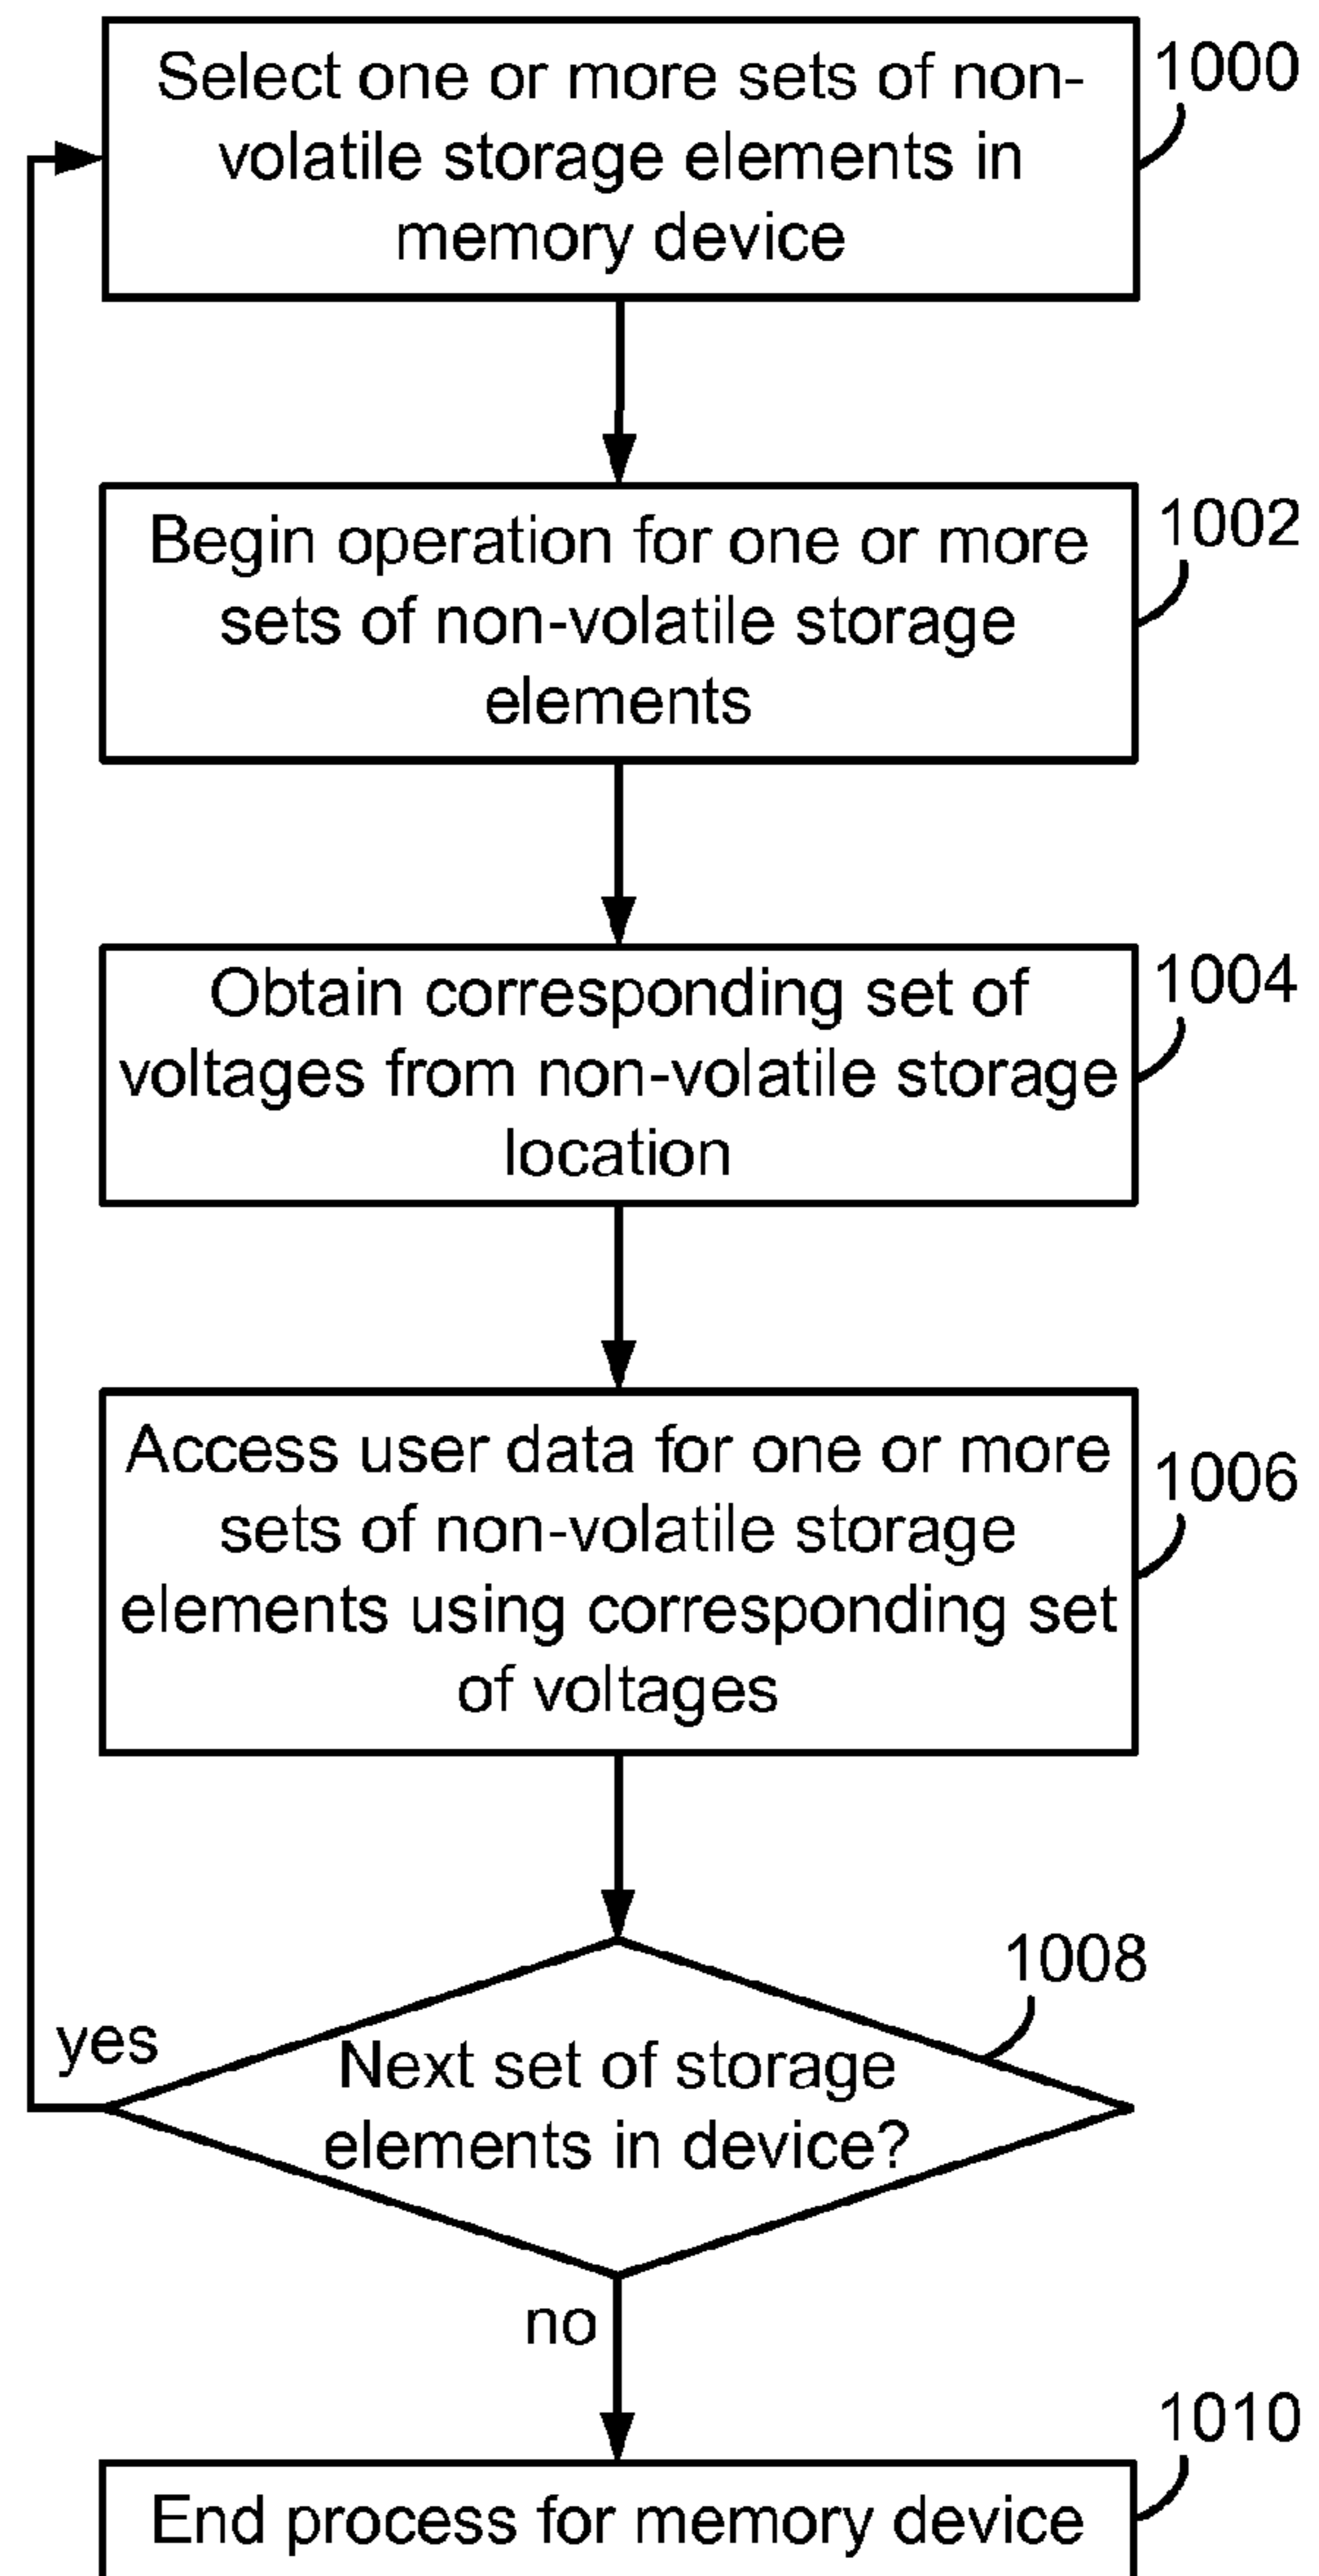 Select one or more sets of non-
volatile storage elements in
memory device
1000
Begin operation for one or more
sets of non-volatile storage
elements
1002
Obtain corresponding set of
voltages from non-volatile storage
location
1004
Access user data for one or more
sets of non-volatile storage
elements using corresponding set
of voltages
1006
1008
yes
Next set of storage
elements in device?
no
1010
End process for memory device